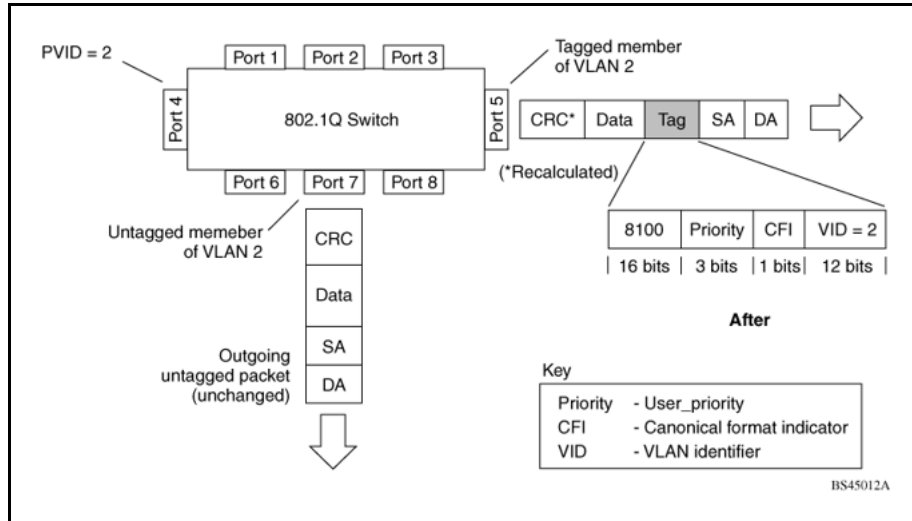 PVID = 2
Port 1
Port 2
Port 3
Tagged member
of VLAN 2
Port 4
802.1Q Switch
Port 5
CRC*
Data
Tag
SA
DA
(*Recalculated)
Port 6
Port 7
Port 8
Untagged memeber
of VLAN 2
CRC
Data
SA
DA
8100
Priority
CFI
VID = 2
16 bits
3 bits
1 bits
12 bits
After
Outgoing
untagged packet
(unchanged)
Key
Priority - User_priority
CFI - Canonical format indicator
VID - VLAN identifier
BS45012A